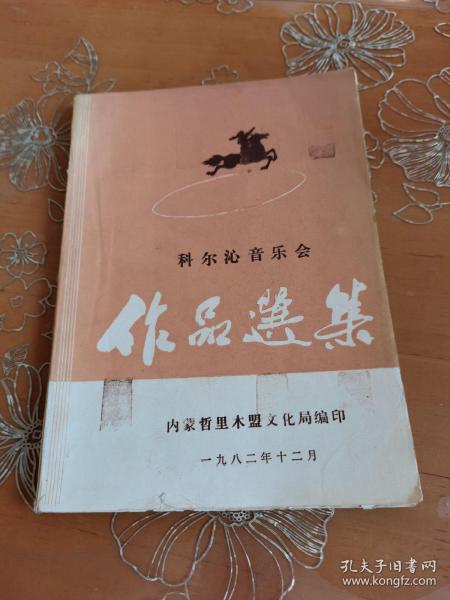 科尔沁音乐会
作品選集
内蒙哲里木盟文化局编印
一九八二年十二月
孔夫子旧书网
www.kongfz.com